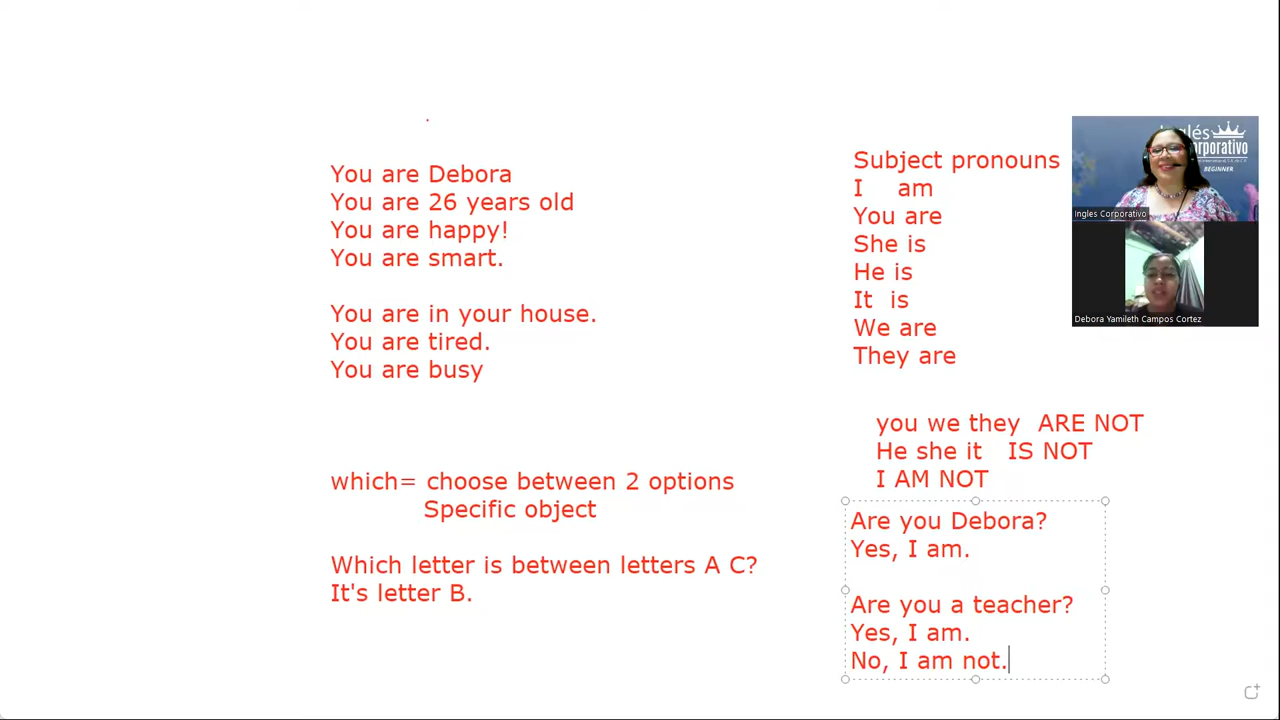 You are Debora
You are 26 years old
You are happy!
You are smart.
You are in your house.
You are tired.
You are busy
which= choose between 2 options
Specific object
Which letter is between letters A C?
It's letter B.
Subject pronouns
I am
You are
She is
He is
It is
We are
They are
you we they ARE NOT
He she it IS NOT
I AM NOT
Are you Debora?
Yes, I am.
Are you a teacher?
Yes, I am.
No, I am not.
Inglés
orporativo
BEGINNER
Ingles Corporativo
Debora Yamileth Campos Cortez